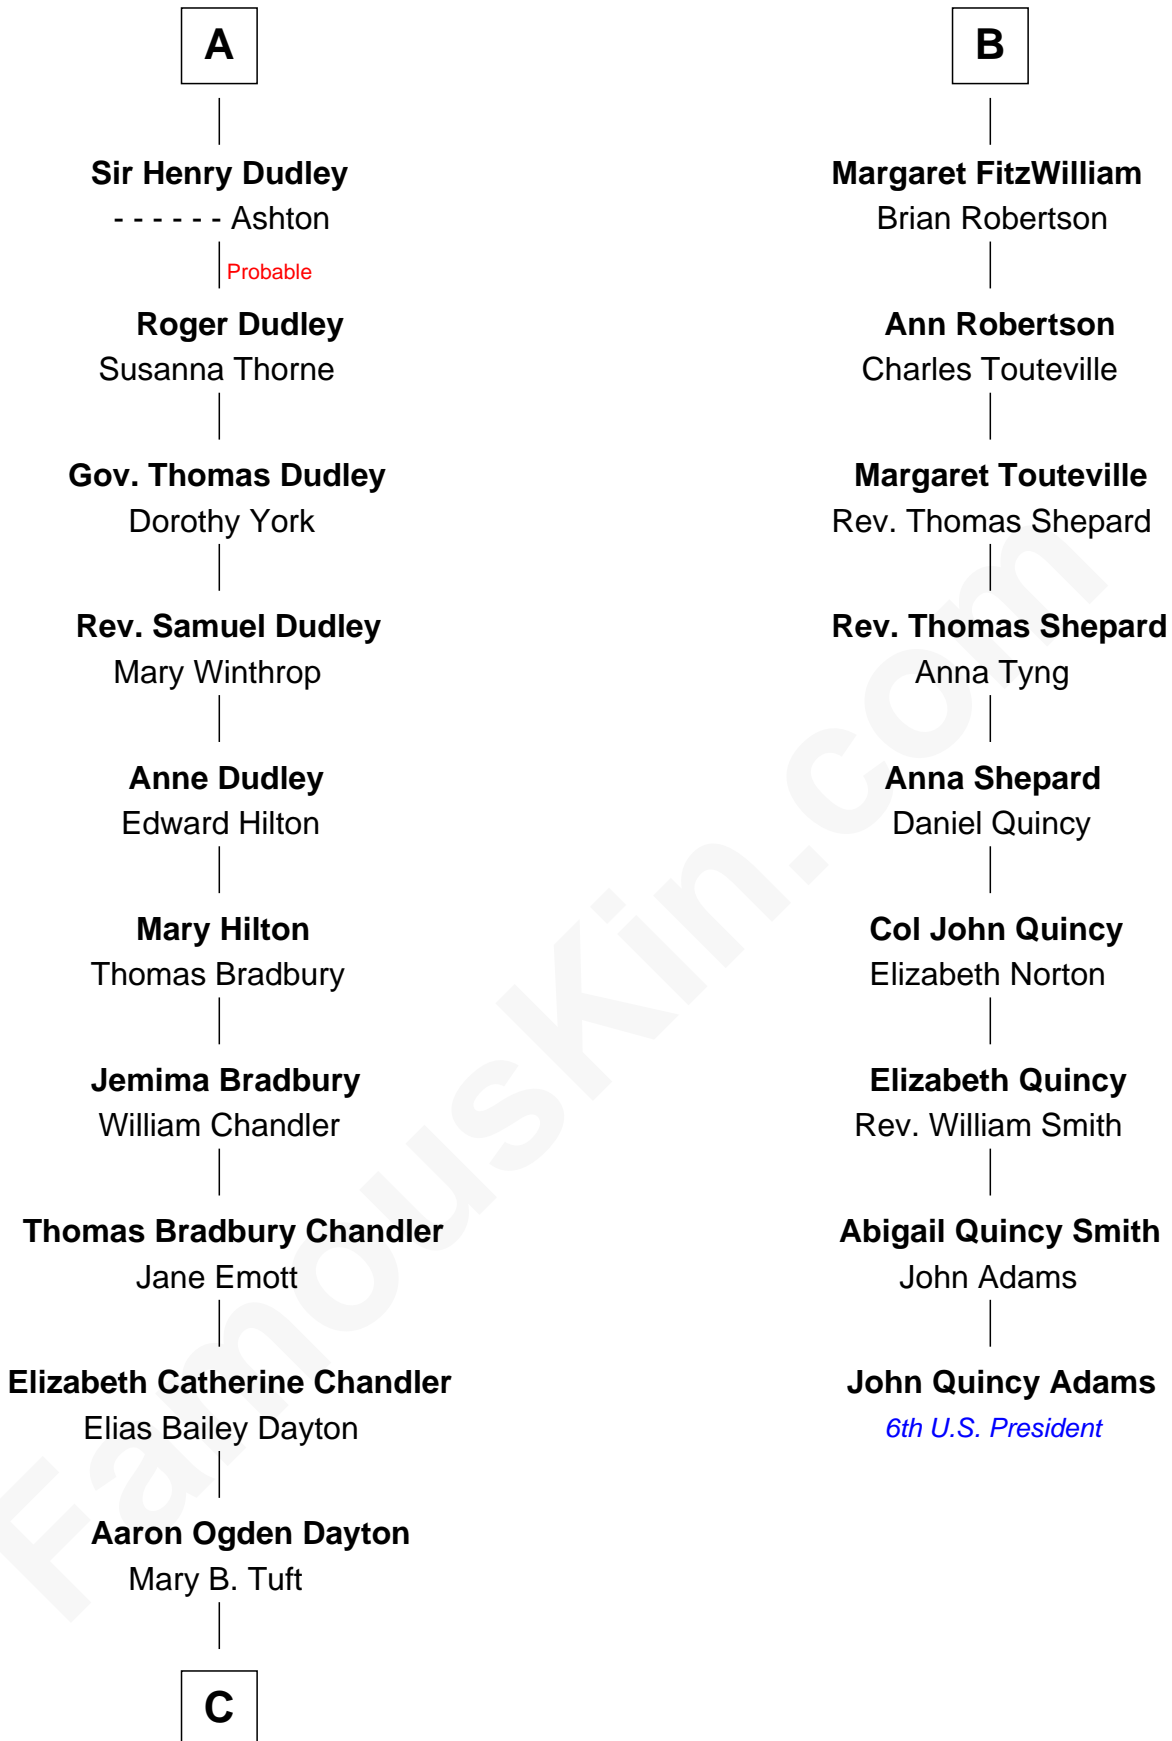 A
Sir Henry Dudley
- - - - - - Ashton
Probable
Roger Dudley
Susanna Thorne
Gov. Thomas Dudley
Dorothy York
Rev. Samuel Dudley
Mary Winthrop
Anne Dudley
Edward Hilton
Mary Hilton
Thomas Bradbury
Jemima Bradbury
William Chandler
Thomas Bradbury Chandler
Jane Emott
Elizabeth Catherine Chandler
Elias Bailey Dayton
Aaron Ogden Dayton
Mary B. Tuft
C
B
Margaret FitzWilliam
Brian Robertson
Ann Robertson
Charles Touteville
Margaret Touteville
Rev. Thomas Shepard
Rev. Thomas Shepard
Anna Tyng
Anna Shepard
Daniel Quincy
Col John Quincy
Elizabeth Norton
Elizabeth Quincy
Rev. William Smith
Abigail Quincy Smith
John Adams
John Quincy Adams
6th U.S. President
FamousKin.com